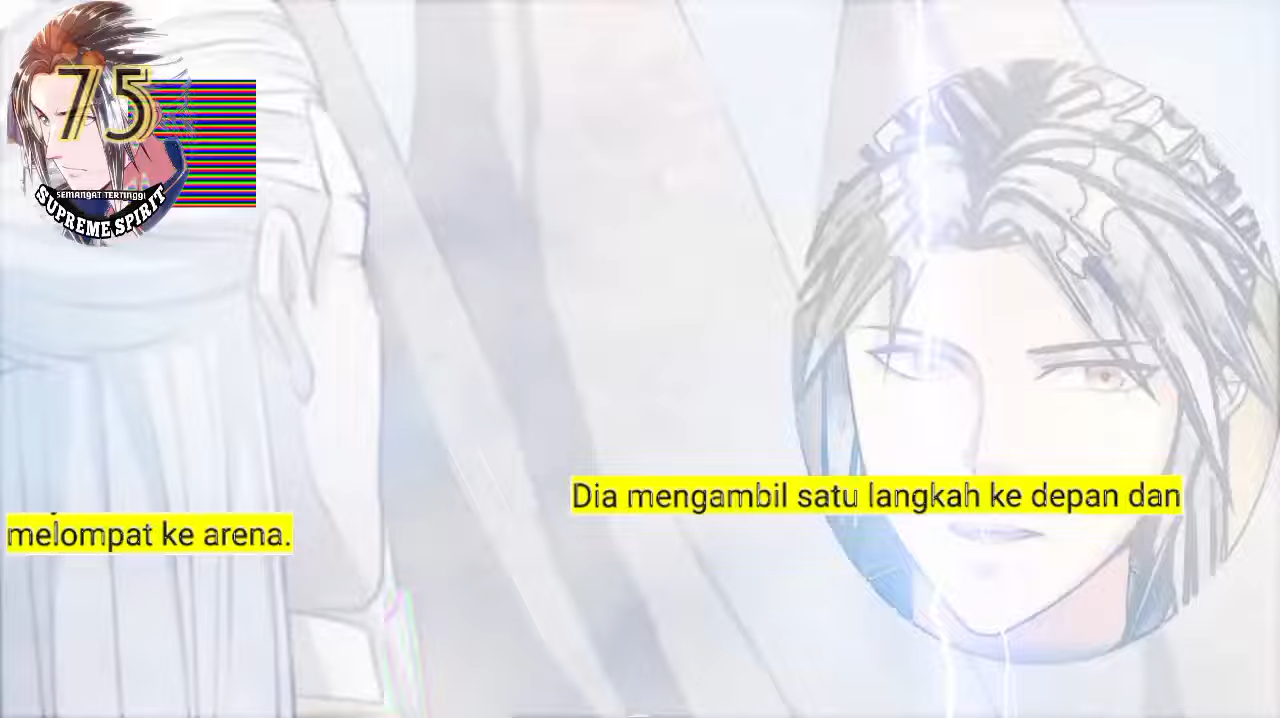 75
SEMANGAT TERTINGGI
SUPREME SPIRIT
Dia mengambil satu langkah ke depan dan
melompat ke arena.